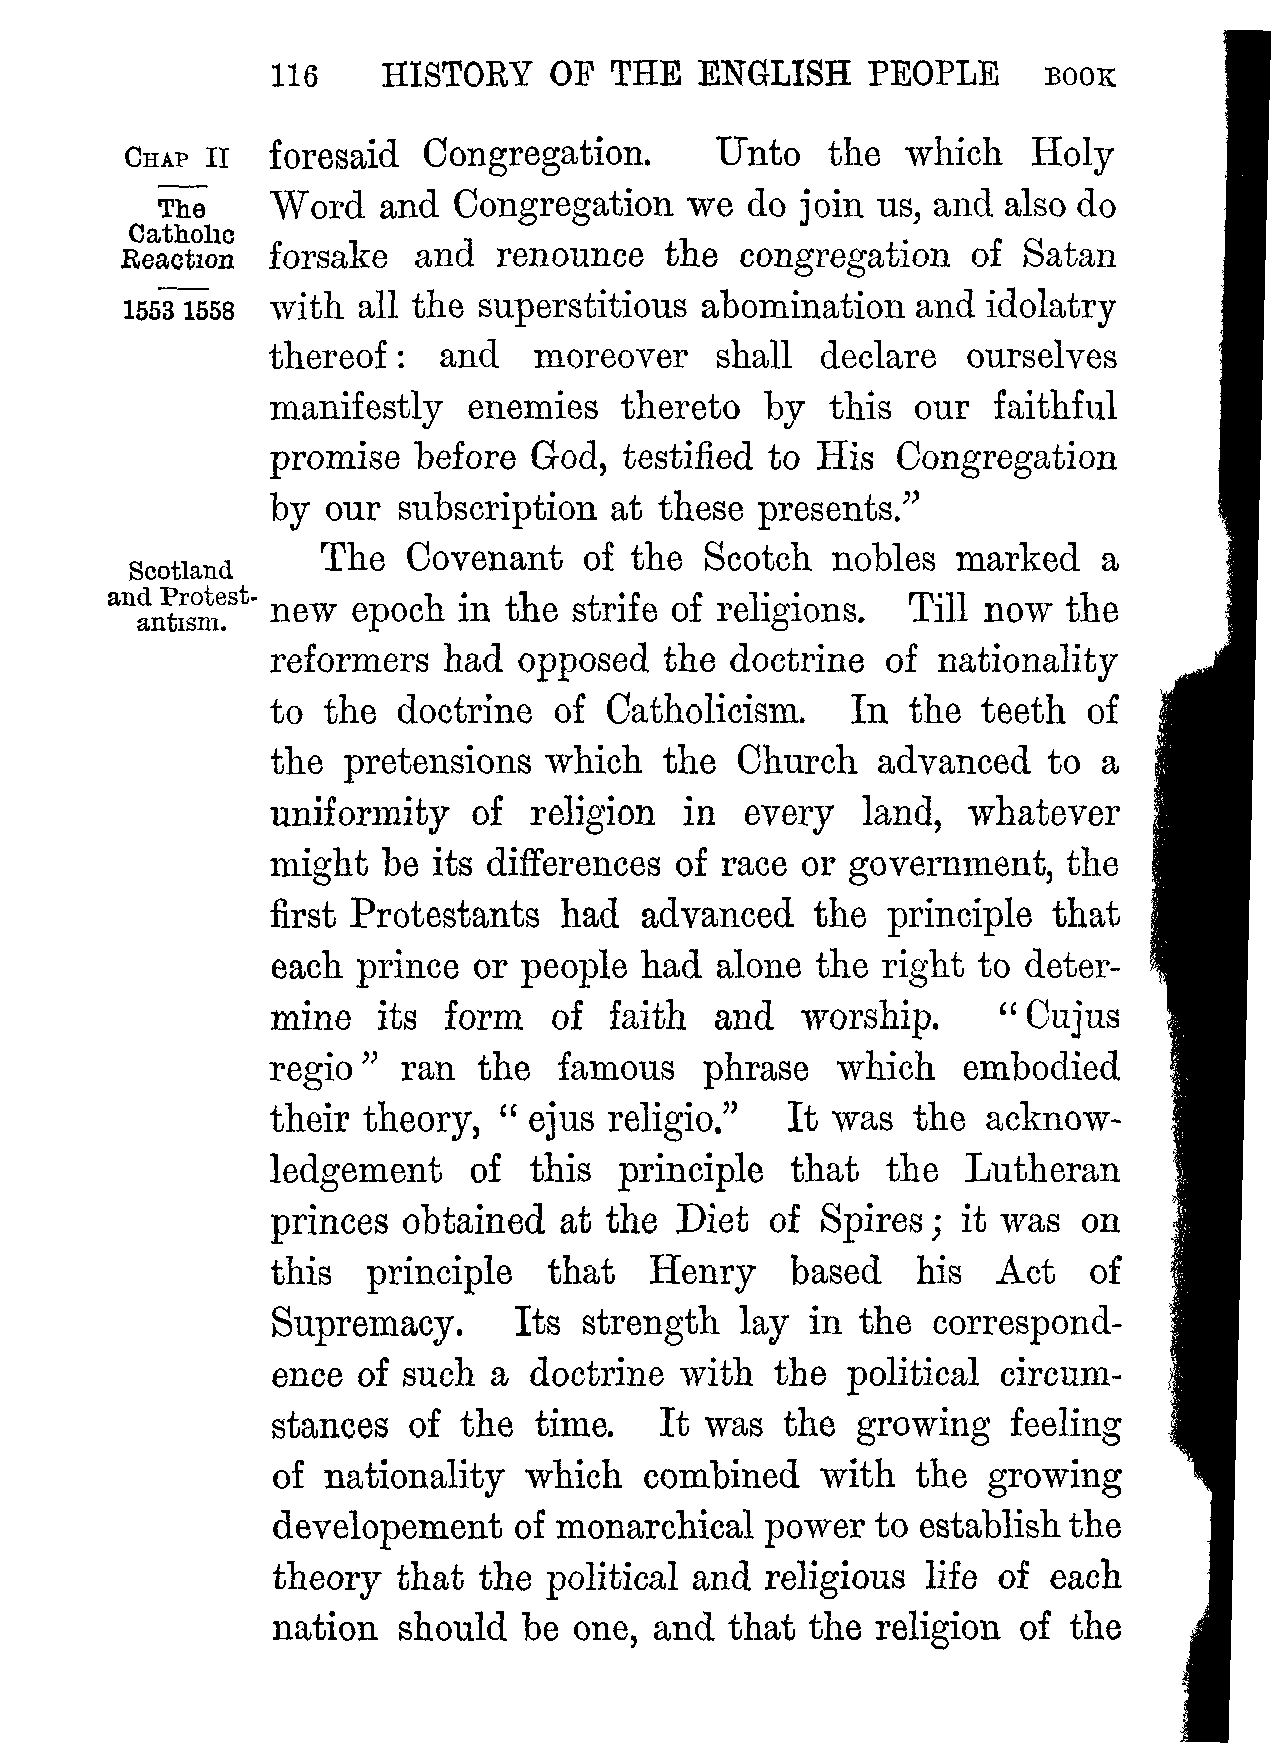 116 HISTORY OF THE ENGLISH PEOPLE BOOK
CHAP II
The
Catholic
Reaction
1553 1558
foresaid Congregation. Unto the which Holy
Word and Congregation we do join us, and also do
forsake and renounce the congregation of Satan
with all the superstitious abomination and idolatry
thereof: and moreover shall declare ourselves
manifestly enemies thereto by this our faithful
promise before God, testified to His Congregation
by our subscription at these presents.”
Scotland
and Protest-
antism.
The Covenant of the Scotch nobles marked a
new epoch in the strife of religions. Till now the
reformers had opposed the doctrine of nationality
to the doctrine of Catholicism. In the teeth of
the pretensions which the Church advanced to a
uniformity of religion in every land, whatever
might be its differences of race or government, the
first Protestants had advanced the principle that
each prince or people had alone the right to deter-
mine its form of faith and worship. “Cujus
regio” ran the famous phrase which embodied
their theory, “ejus religio.” It was the acknow-
ledgement of this principle that the Lutheran
princes obtained at the Diet of Spires; it was on
this principle that Henry based his Act of
Supremacy. Its strength lay in the correspond-
ence of such a doctrine with the political circum-
stances of the time. It was the growing feeling
of nationality which combined with the growing
developement of monarchical power to establish the
theory that the political and religious life of each
nation should be one, and that the religion of the